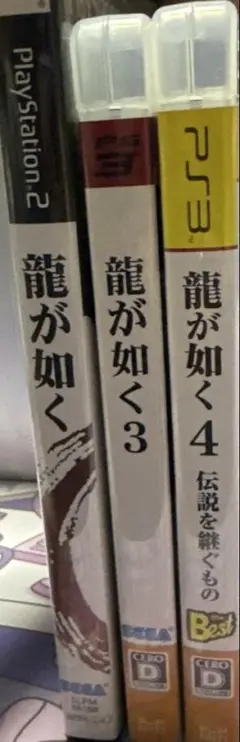 PlayStation.2
龍が如く
SEGA
龍が如く3
SEGA
CERO
D
PS3
龍が如く4 伝説を継ぐもの
the Best
CERO
D